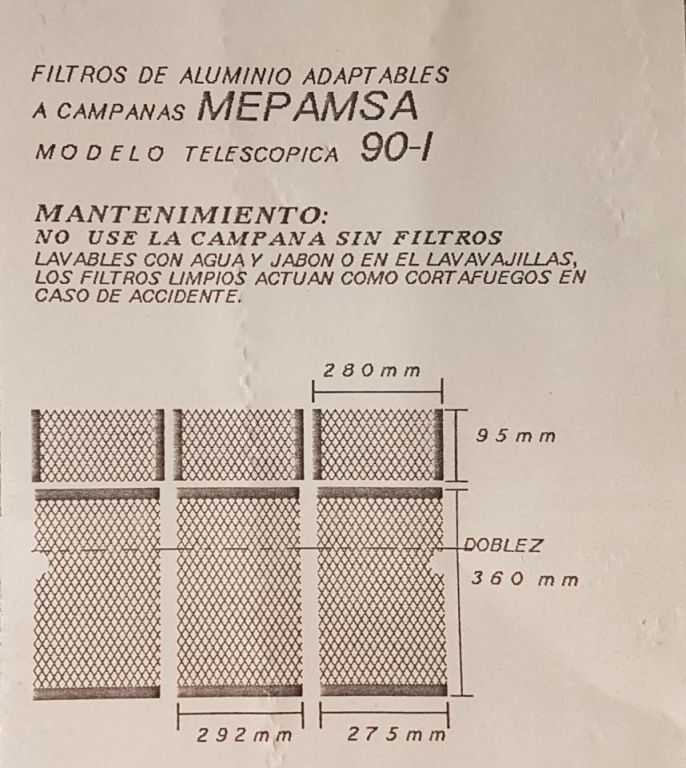 FILTROS DE ALUMINIO ADAPTABLES
A CAMPANAS MEPAMSA
MODELO TELESCOPICA 90-I
MANTENIMIENTO:
NO USE LA CAMPANA SIN FILTROS
LAVABLES CON AGUA Y JABON O EN EL LAVAVAJILLAS,
LOS FILTROS LIMPIOS ACTUAN COMO CORTAFUEGOS EN
CASO DE ACCIDENTE.
280mm
95mm
DOBLEZ
360 mm
292mm 275mm